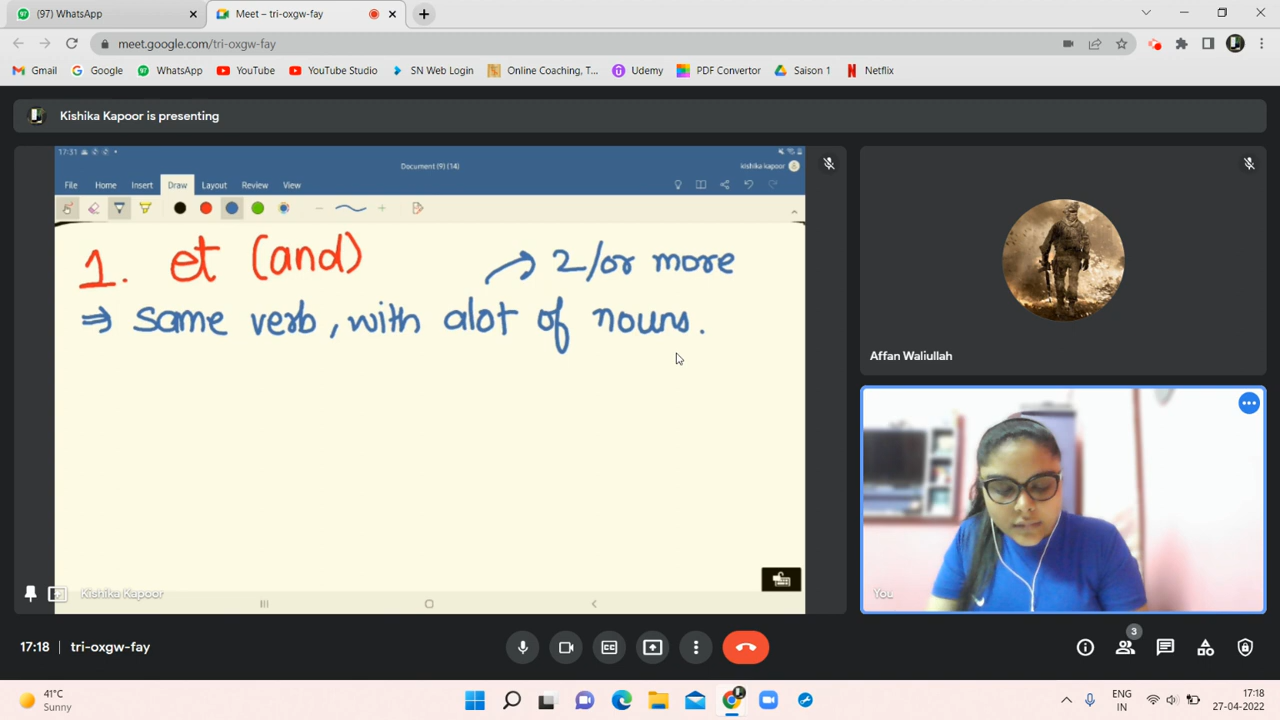 (97) WhatsApp
Meet – tri-oxgw-fay
meet.google.com/tri-oxgw-fay
Gmail Google WhatsApp YouTube YouTube Studio SN Web Login Online Coaching, T... Udemy PDF Convertor Saison 1 Netflix
Kishika Kapoor is presenting
17:31
Document (9) (14)
kishika kapoor
File Home Insert Draw Layout Review View
1. et (and)
2/or more
⇒ same verb, with alot of nouns.
Kishika Kapoor
Affan Waliullah
You
17:18 | tri-oxgw-fay
3
41°C
Sunny
ENG
IN
17:18
27-04-2022